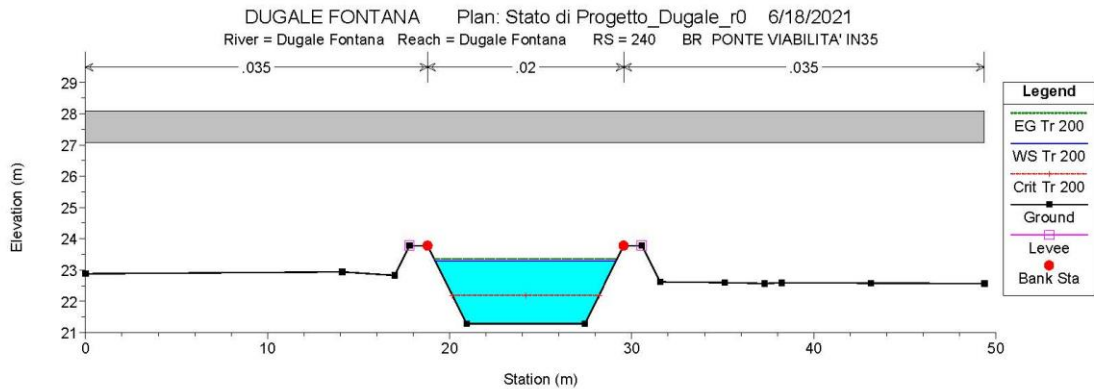 DUGALE FONTANA Plan: Stato di Progetto_Dugale_r0 6/18/2021
River = Dugale Fontana Reach = Dugale Fontana RS = 240 BR PONTE VIABILITA' IN35
.035 .02 .035
29
28
27
26
25
24
23
22
21
Elevation (m)
0 10 20 30 40 50
Station (m)
Legend
EG Tr 200
WS Tr 200
Crit Tr 200
Ground
Levee
Bank Sta